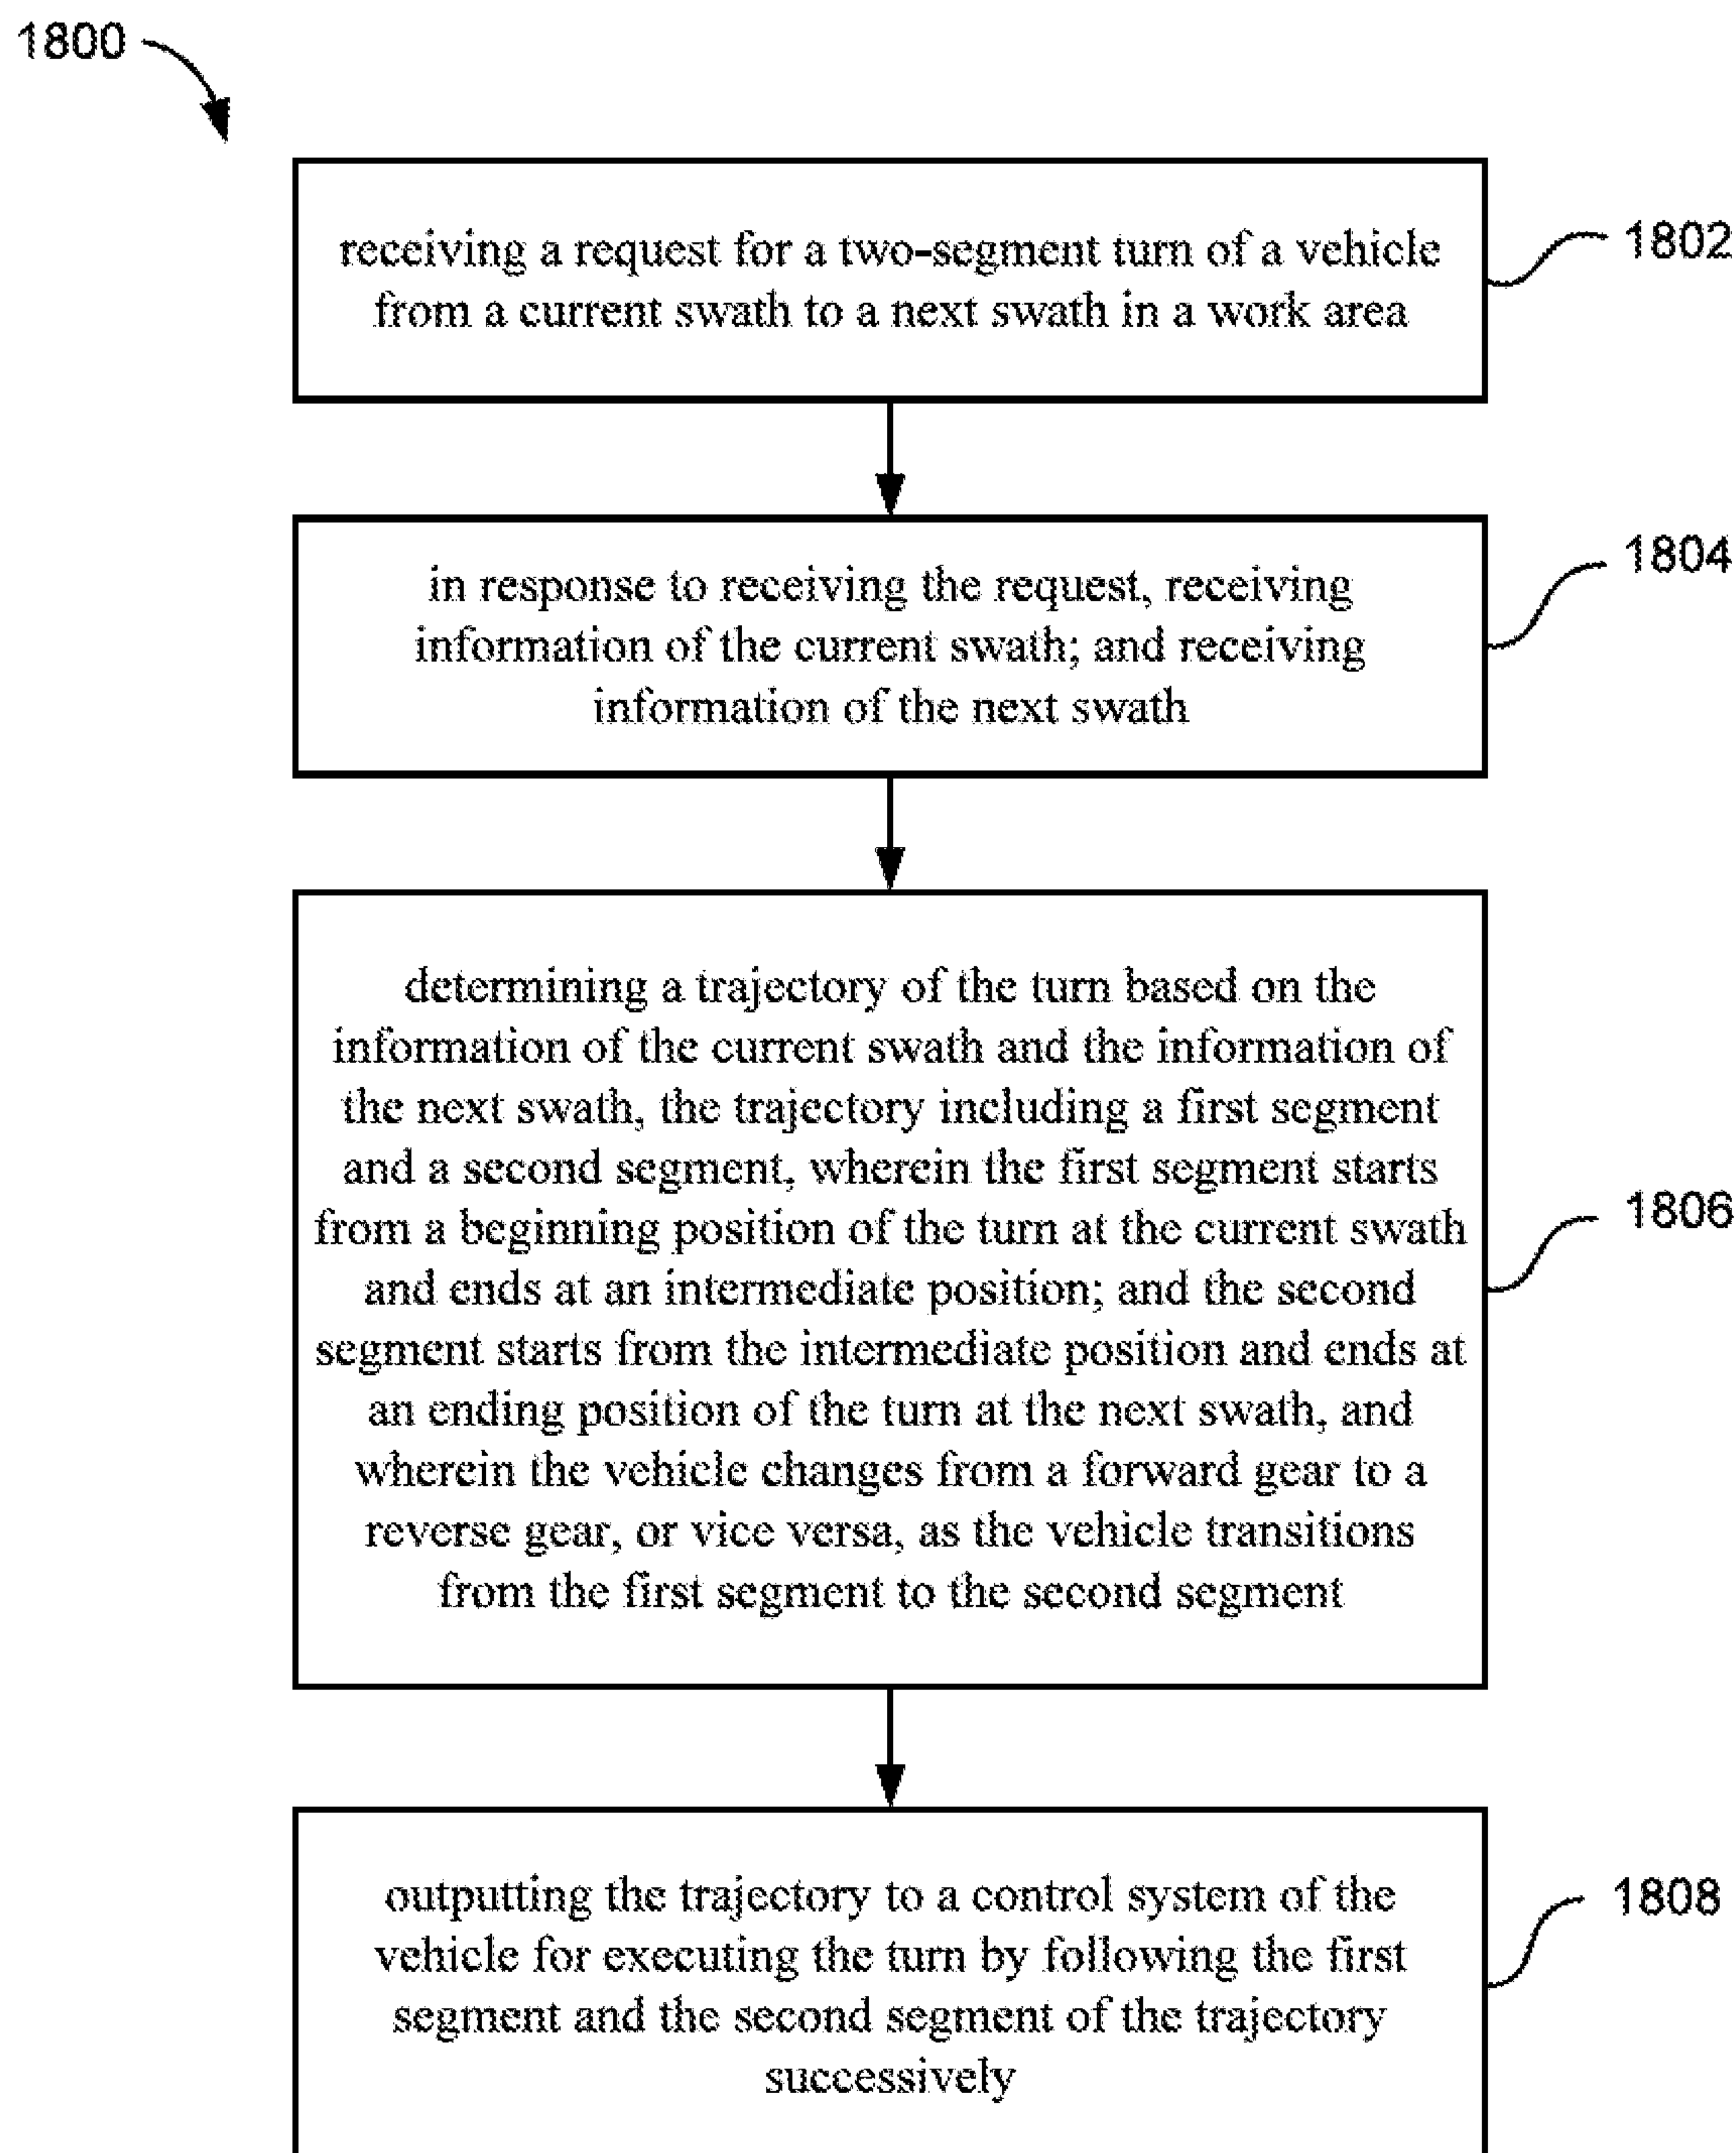 1800
receiving a request for a two-segment turn of a vehicle
from a current swath to a next swath in a work area
1802
in response to receiving the request, receiving
information of the current swath; and receiving
information of the next swath
1804
determining a trajectory of the turn based on the
information of the current swath and the information of
the next swath, the trajectory including a first segment
and a second segment, wherein the first segment starts
from a beginning position of the turn at the current swath
and ends at an intermediate position; and the second
segment starts from the intermediate position and ends at
an ending position of the turn at the next swath, and
wherein the vehicle changes from a forward gear to a
reverse gear, or vice versa, as the vehicle transitions
from the first segment to the second segment
1806
outputting the trajectory to a control system of the
vehicle for executing the turn by following the first
segment and the second segment of the trajectory
successively
1808